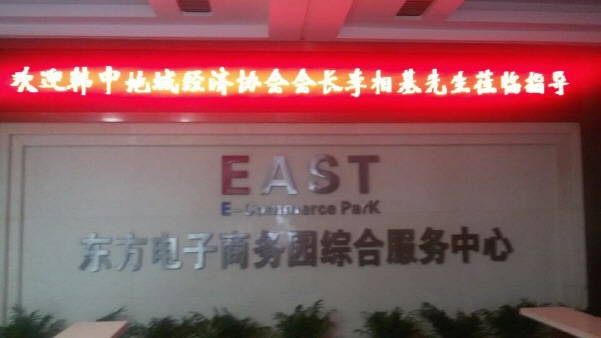 欢迎韩中地域经济协会会长李相基先生莅临指导
EAST
E-Commerce Park
东方电子商务园综合服务中心